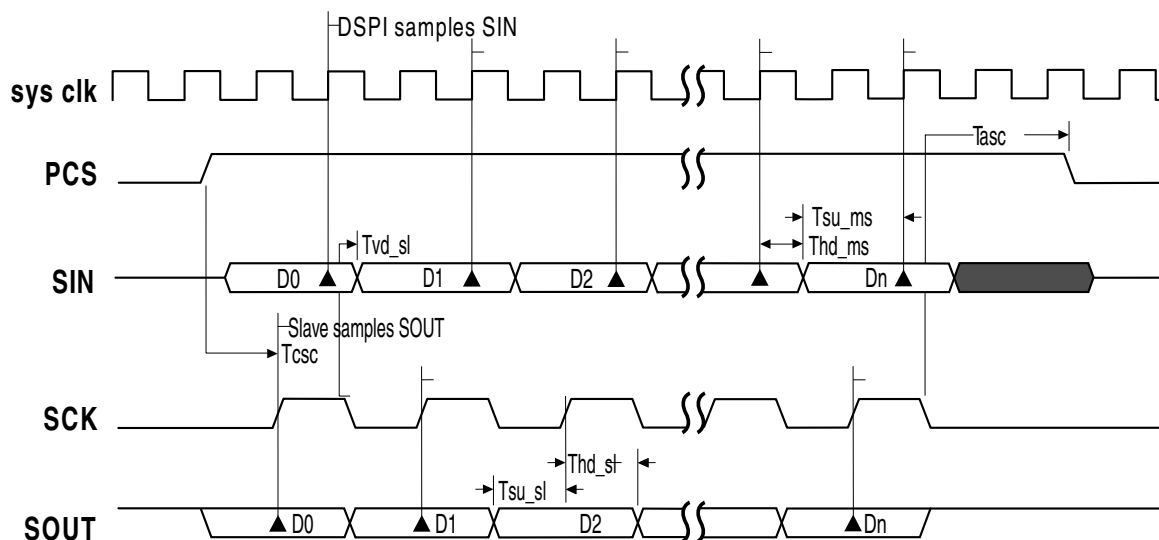 DSPI samples SIN
sys clk
Tasc
PCS
Tsu_ms
Thd_ms
Tvd_sl
SIN D0 D1 D2 Dn
Slave samples SOUT
Tcsc
SCK
Thd_sl
Tsu_sl
SOUT D0 D1 D2 Dn